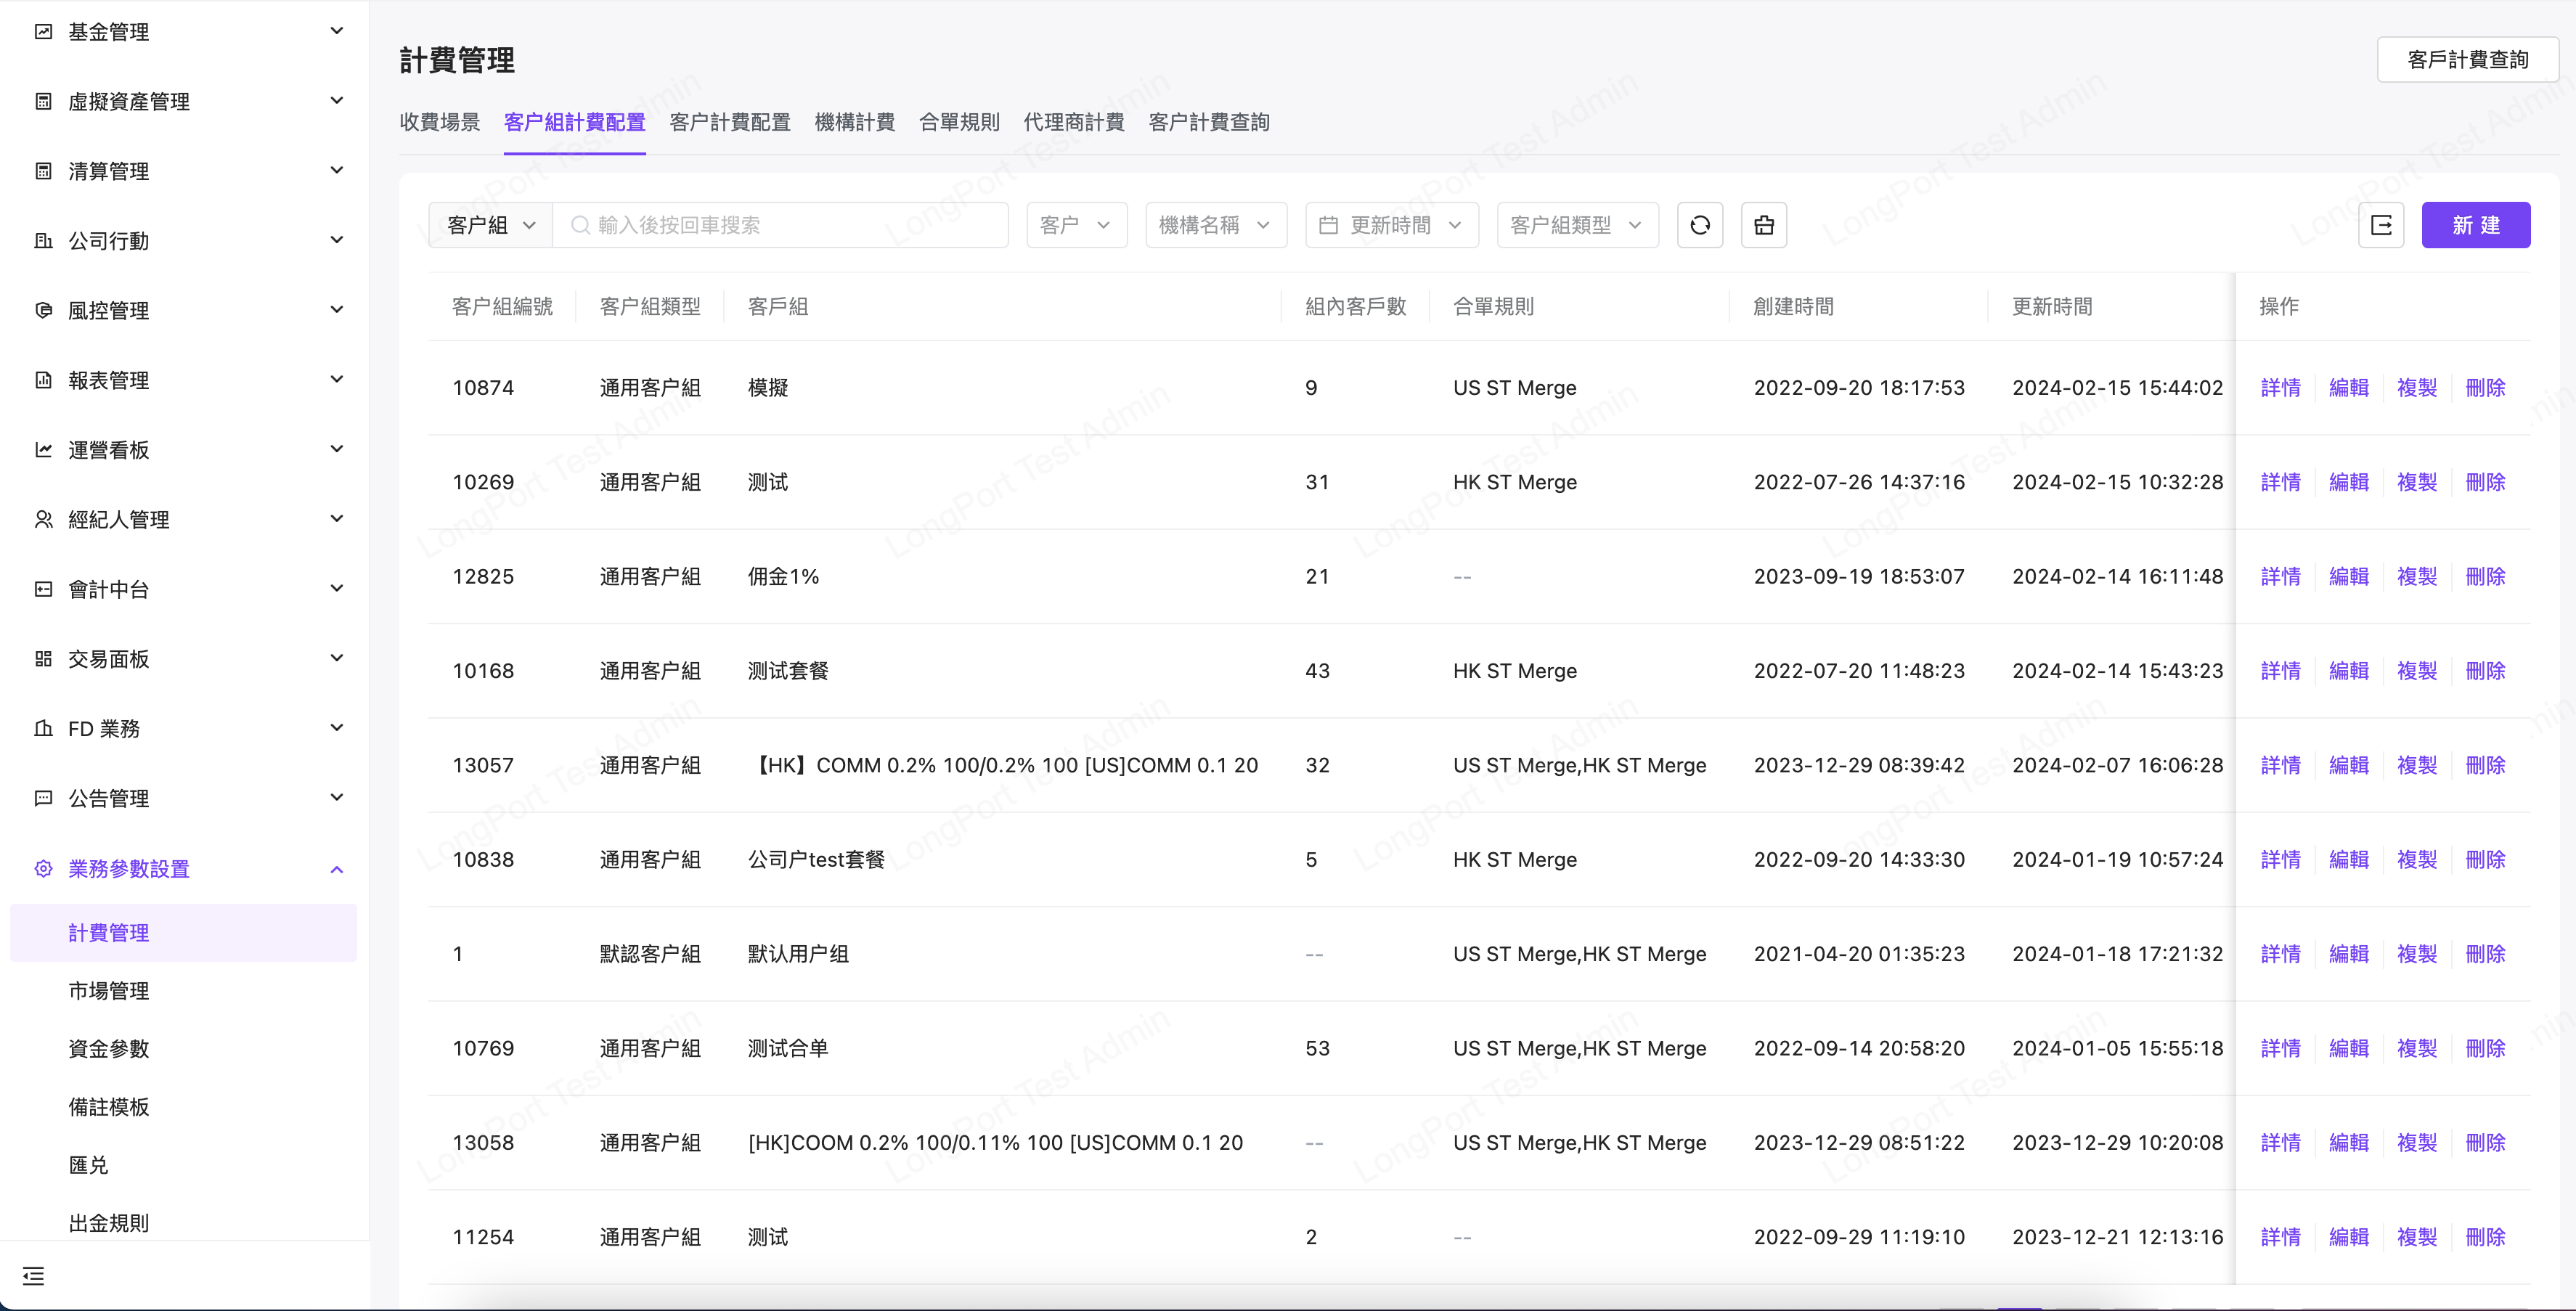 基金管理
虛擬資產管理
清算管理
公司行動
風控管理
報表管理
運營看板
經紀人管理
會計中台
交易面板
FD 業務
公告管理
業務參數設置
計費管理
市場管理
資金參數
備註模板
匯兑
出金規則
計費管理
客戶計費查詢
收費場景 客户組計費配置 客户計費配置 機構計費 合單規則 代理商計費 客户計費查詢
客户組 輸入後按回車搜索 客户 機構名稱 更新時間 客户組類型 新 建
客户組編號 客户組類型 客戶組 組內客戶數 合單規則 創建時間 更新時間 操作
10874 通用客户組 模擬 9 US ST Merge 2022-09-20 18:17:53 2024-02-15 15:44:02 詳情 編輯 複製 刪除
10269 通用客户組 测试 31 HK ST Merge 2022-07-26 14:37:16 2024-02-15 10:32:28 詳情 編輯 複製 刪除
12825 通用客户組 佣金1% 21 -- 2023-09-19 18:53:07 2024-02-14 16:11:48 詳情 編輯 複製 刪除
10168 通用客户組 测试套餐 43 HK ST Merge 2022-07-20 11:48:23 2024-02-14 15:43:23 詳情 編輯 複製 刪除
13057 通用客户組 【HK】COMM 0.2% 100/0.2% 100 [US]COMM 0.1 20 32 US ST Merge,HK ST Merge 2023-12-29 08:39:42 2024-02-07 16:06:28 詳情 編輯 複製 刪除
10838 通用客户組 公司户test套餐 5 HK ST Merge 2022-09-20 14:33:30 2024-01-19 10:57:24 詳情 編輯 複製 刪除
1 默認客户組 默认用户组 -- US ST Merge,HK ST Merge 2021-04-20 01:35:23 2024-01-18 17:21:32 詳情 編輯 複製 刪除
10769 通用客户組 测试合单 53 US ST Merge,HK ST Merge 2022-09-14 20:58:20 2024-01-05 15:55:18 詳情 編輯 複製 刪除
13058 通用客户組 [HK]COOM 0.2% 100/0.11% 100 [US]COMM 0.1 20 -- US ST Merge,HK ST Merge 2023-12-29 08:51:22 2023-12-29 10:20:08 詳情 編輯 複製 刪除
11254 通用客户組 测试 2 -- 2022-09-29 11:19:10 2023-12-21 12:13:16 詳情 編輯 複製 刪除
LongPort Test Admin